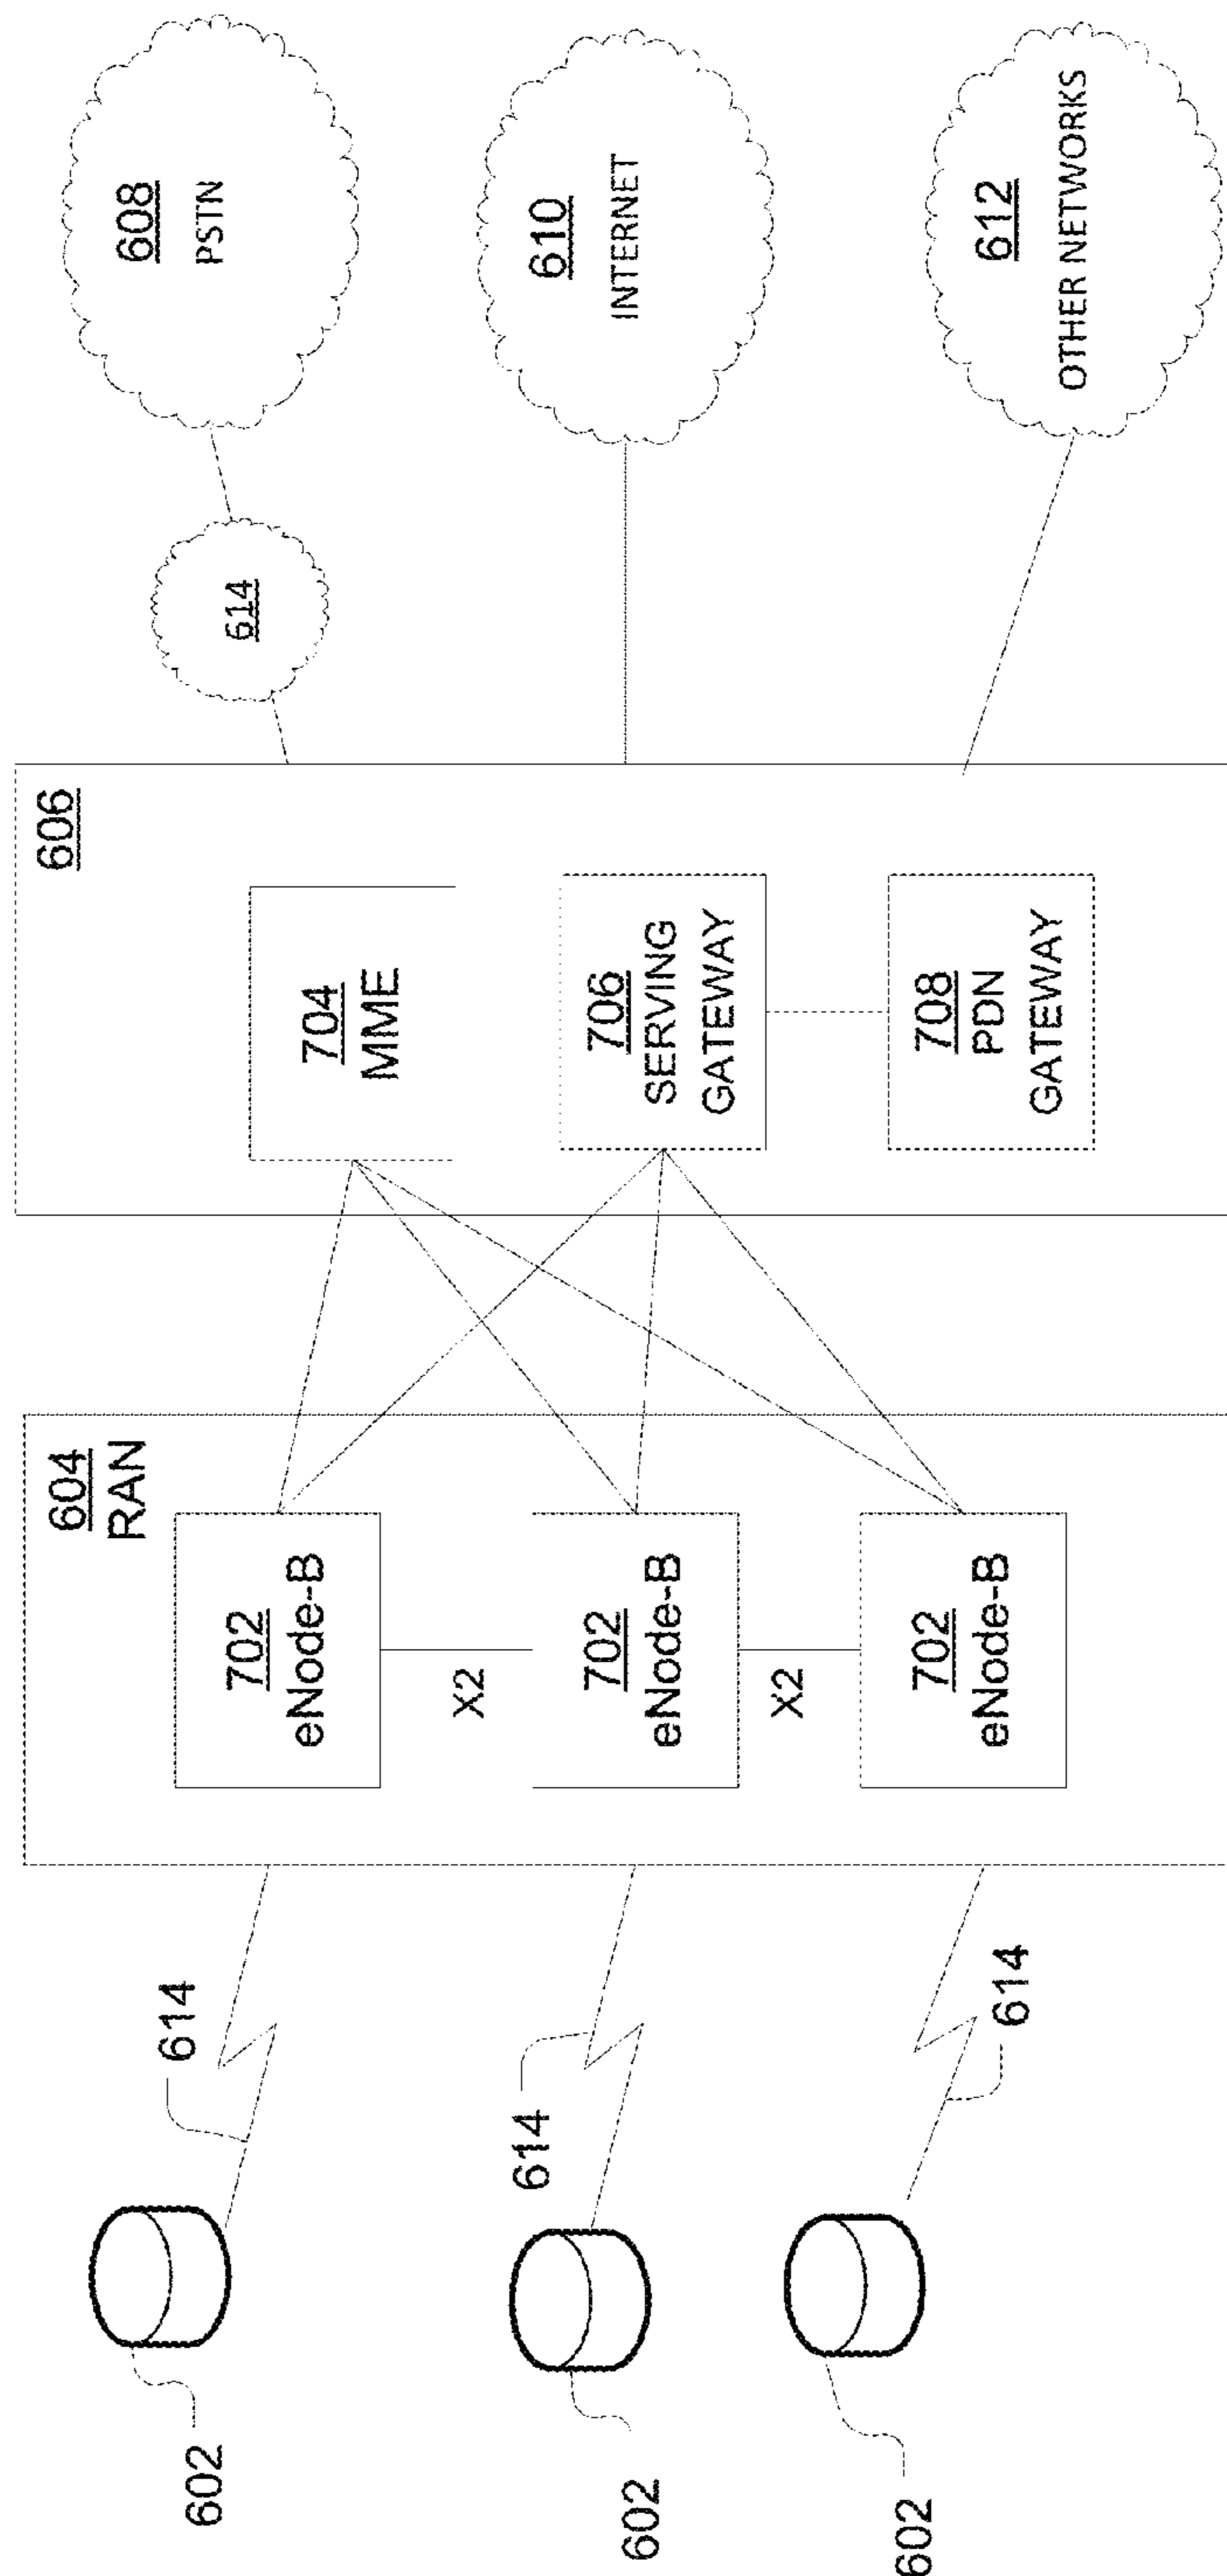 602
602
602
614
614
614
604
RAN
702
eNode-B
X2
702
eNode-B
X2
702
eNode-B
606
704
MME
706
SERVING
GATEWAY
708
PDN
GATEWAY
614
608
PSTN
610
INTERNET
612
OTHER NETWORKS